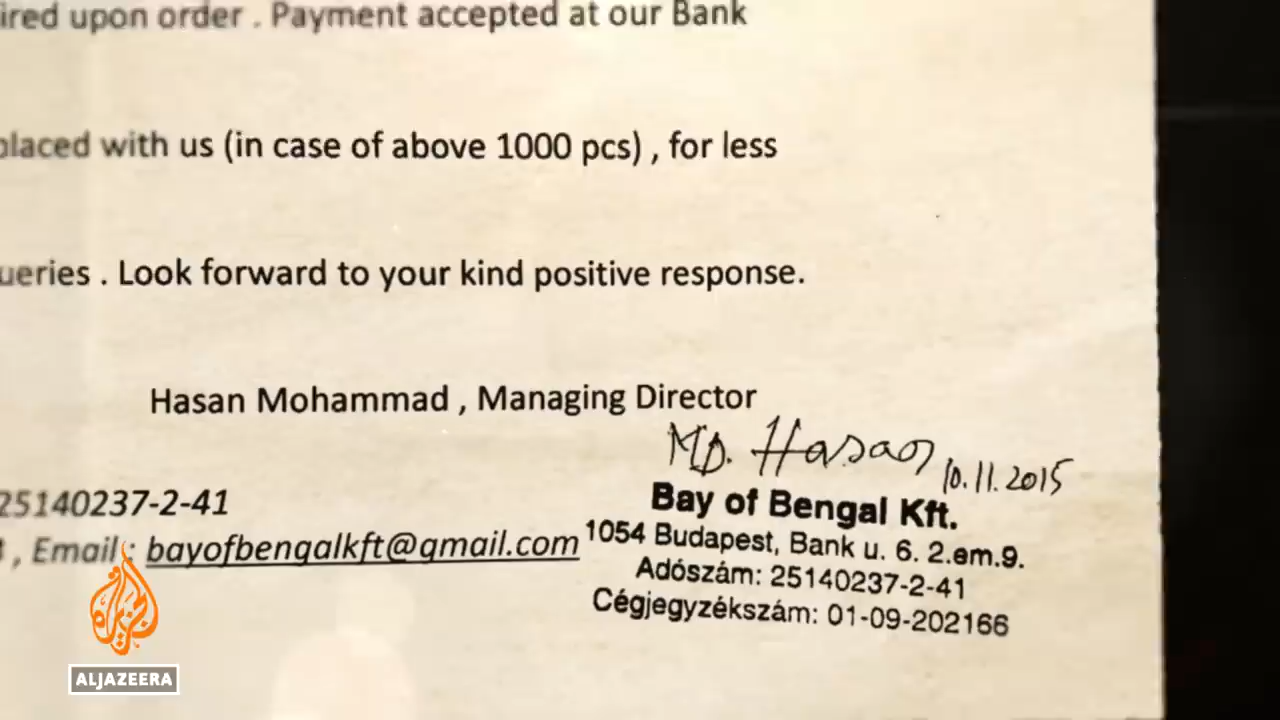 ired upon order . Payment accepted at our Bank
placed with us (in case of above 1000 pcs) , for less
ueries . Look forward to your kind positive response.
Hasan Mohammad , Managing Director
MD. Hasan 10.11.2015
Bay of Bengal Kft.
1054 Budapest, Bank u. 6. 2.em.9.
Adószám: 25140237-2-41
Cégjegyzékszám: 01-09-202166
25140237-2-41
, Email : bayofbengalkft@gmail.com
الجزيرة
ALJAZEERA